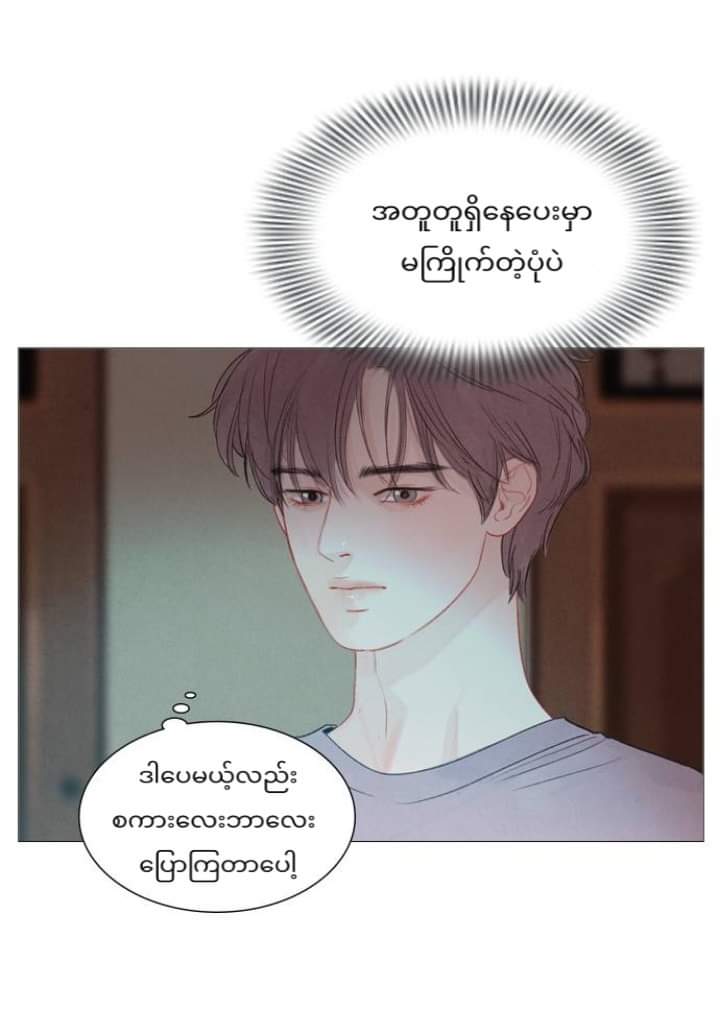 အတူတူရှိနေပေးမှာ
မကြိုက်တဲ့ပုံပဲ
ဒါပေမယ့်လည်း
စကားလေးဘာလေး
ပြောကြတာပေါ့